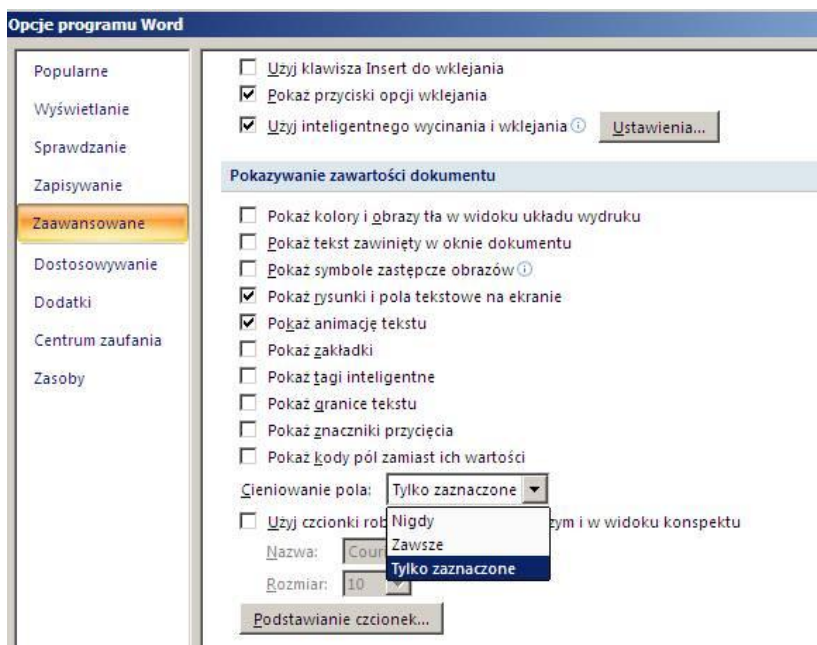 Opcje programu Word
Popularne
Wyświetlanie
Sprawdzanie
Zapisywanie
Zaawansowane
Dostosowywanie
Dodatki
Centrum zaufania
Zasoby
Użyj klawisza Insert do wklejania
Pokaż przyciski opcji wklejania
Użyj inteligentnego wycinania i wklejania
Ustawienia...
Pokazywanie zawartości dokumentu
Pokaż kolory i obrazy tła w widoku układu wydruku
Pokaż tekst zawinięty w oknie dokumentu
Pokaż symbole zastępcze obrazów
Pokaż rysunki i pola tekstowe na ekranie
Pokaż animację tekstu
Pokaż zakładki
Pokaż tagi inteligentne
Pokaż granice tekstu
Pokaż znaczniki przycięcia
Pokaż kody pól zamiast ich wartości
Cieniowanie pola: Tylko zaznaczone
Użyj czcionki i w widoku konspektu
Nigdy
Zawsze
Tylko zaznaczone
Nazwa:
Rozmiar: 10
Podstawianie czcionek...